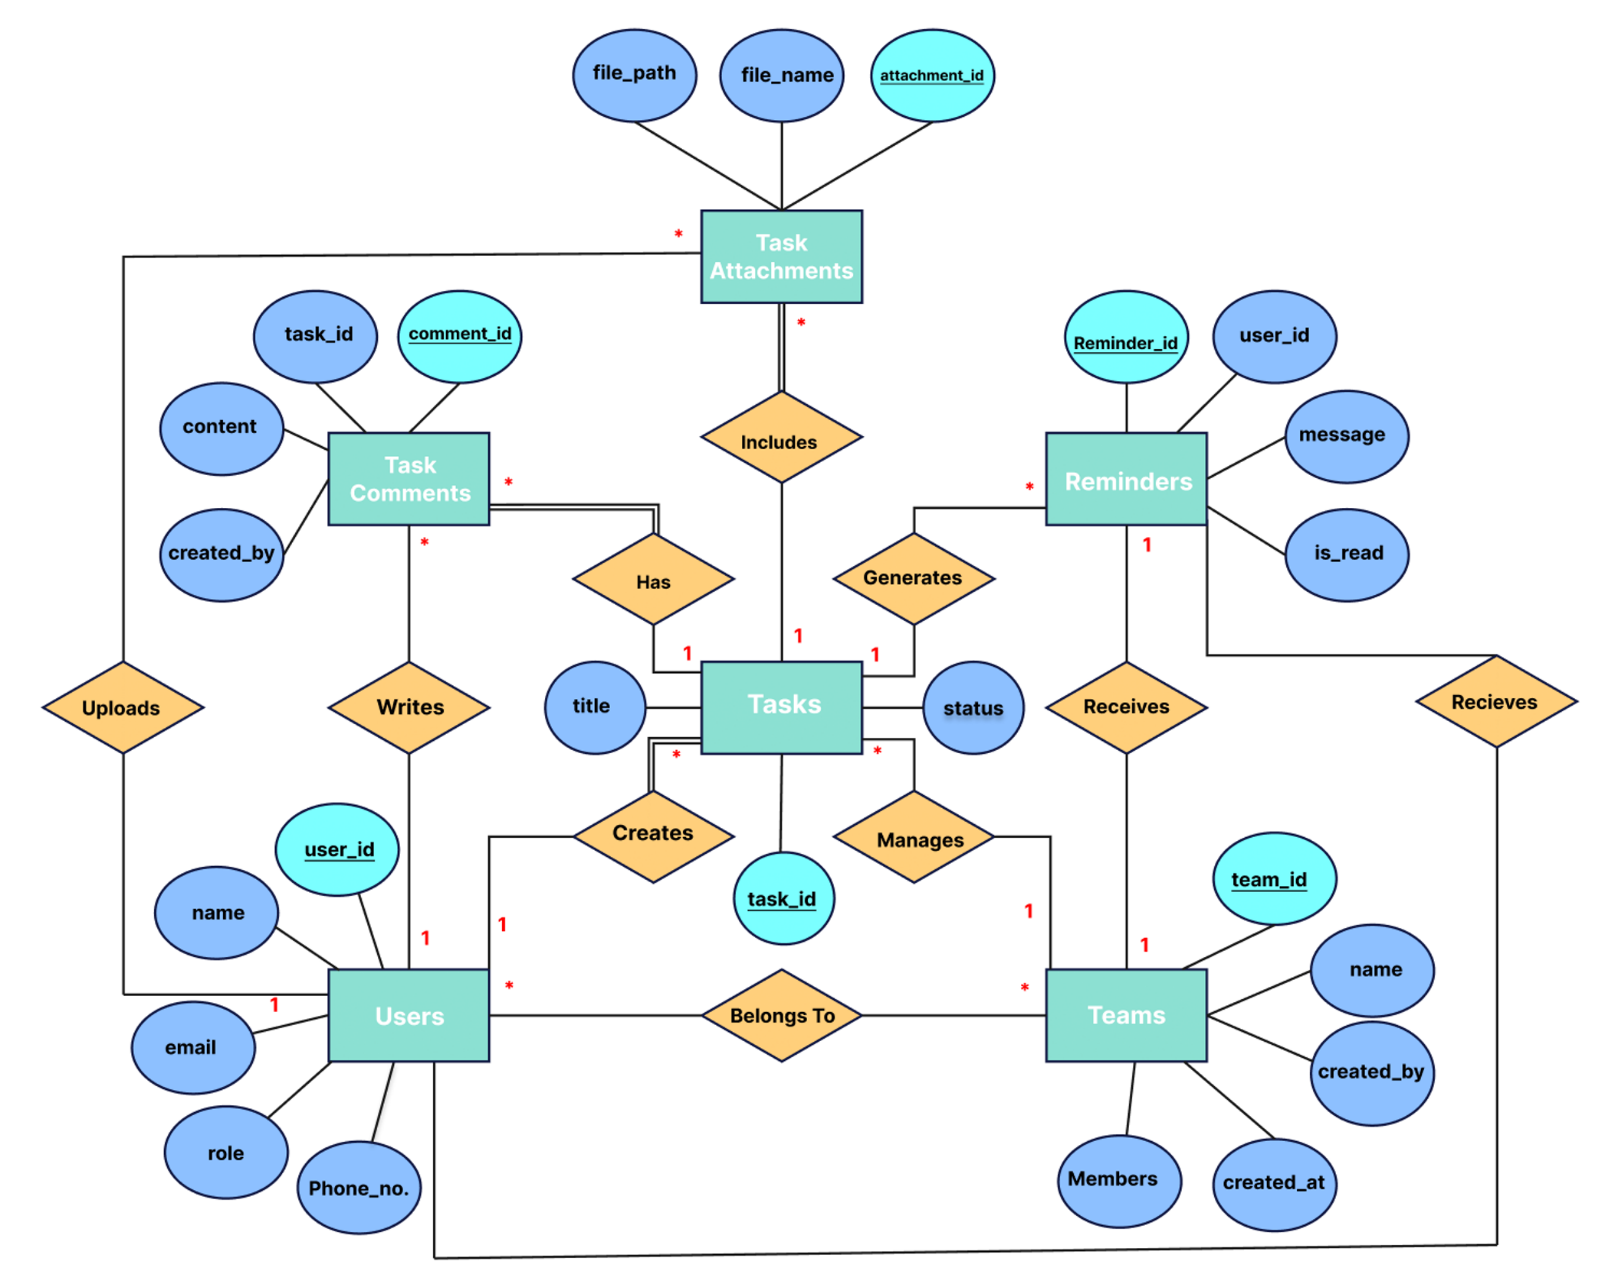 file_path
file_name
attachment_id
*
Task
Attachments
*
task_id
comment_id
Reminder_id
user_id
content
message
Includes
Task
Comments
*
*
Reminders
*
1
created_by
is_read
Has
Generates
1
1
1
Uploads
Writes
title
Tasks
status
Receives
Recieves
*
*
Creates
Manages
user_id
task_id
team_id
name
1
1
1
1
*
*
name
1
Users
Belongs To
Teams
email
created_by
role
Phone_no.
Members
created_at